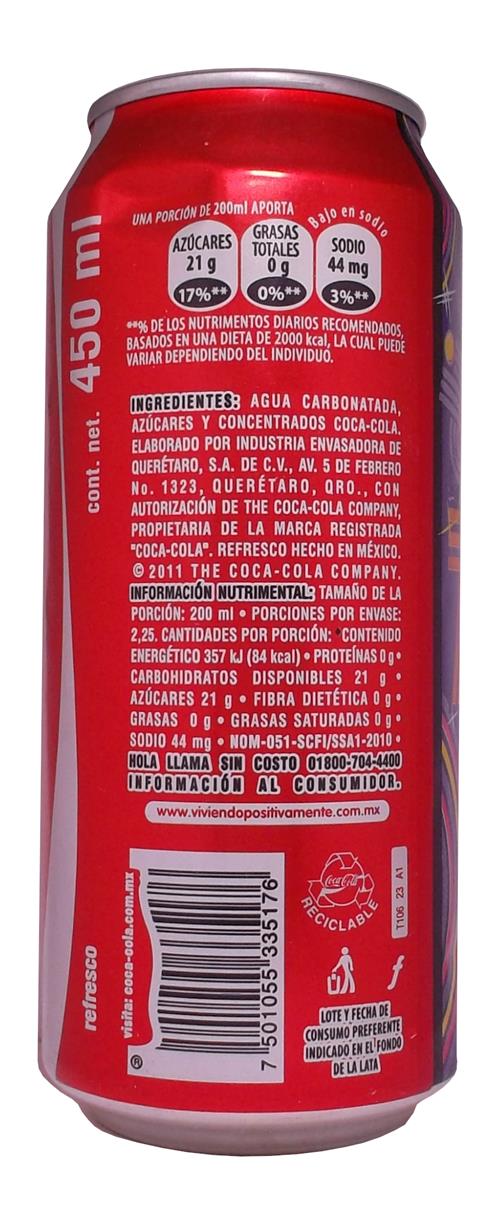 UNA PORCIÓN DE 200ml APORTA
Bajo en sodio
AZÚCARES
21 g
17%**
GRASAS
TOTALES
0 g
0%**
SODIO
44 mg
3%**
**% DE LOS NUTRIMENTOS DIARIOS RECOMENDADOS,
BASADOS EN UNA DIETA DE 2000 kcal, LA CUAL PUEDE
VARIAR DEPENDIENDO DEL INDIVIDUO.
cont. net. 450 ml
INGREDIENTES: AGUA CARBONATADA,
AZÚCARES Y CONCENTRADOS COCA-COLA.
ELABORADO POR INDUSTRIA ENVASADORA DE
QUERÉTARO, S.A. DE C.V., AV. 5 DE FEBRERO
No. 1323, QUERÉTARO, QRO., CON
AUTORIZACIÓN DE THE COCA-COLA COMPANY,
PROPIETARIA DE LA MARCA REGISTRADA
"COCA-COLA". REFRESCO HECHO EN MÉXICO.
© 2011 THE COCA-COLA COMPANY.
INFORMACIÓN NUTRIMENTAL: TAMAÑO DE LA
PORCIÓN: 200 ml • PORCIONES POR ENVASE:
2,25. CANTIDADES POR PORCIÓN: *CONTENIDO
ENERGÉTICO 357 kJ (84 kcal) • PROTEÍNAS 0 g •
CARBOHIDRATOS DISPONIBLES 21 g •
AZÚCARES 21 g • FIBRA DIETÉTICA 0 g •
GRASAS 0 g • GRASAS SATURADAS 0 g •
SODIO 44 mg • NOM-051-SCFI/SSA1-2010 •
HOLA LLAMA SIN COSTO 01800-704-4400
INFORMACIÓN AL CONSUMIDOR.
www.viviendopositivamente.com.mx
refresco
visita: coca-cola.com.mx
®
7 501055 335176
Coca-Cola
RECICLABLE
T106 23 A1
f
LOTE Y FECHA DE
CONSUMO PREFERENTE
INDICADO EN EL FONDO
DE LA LATA